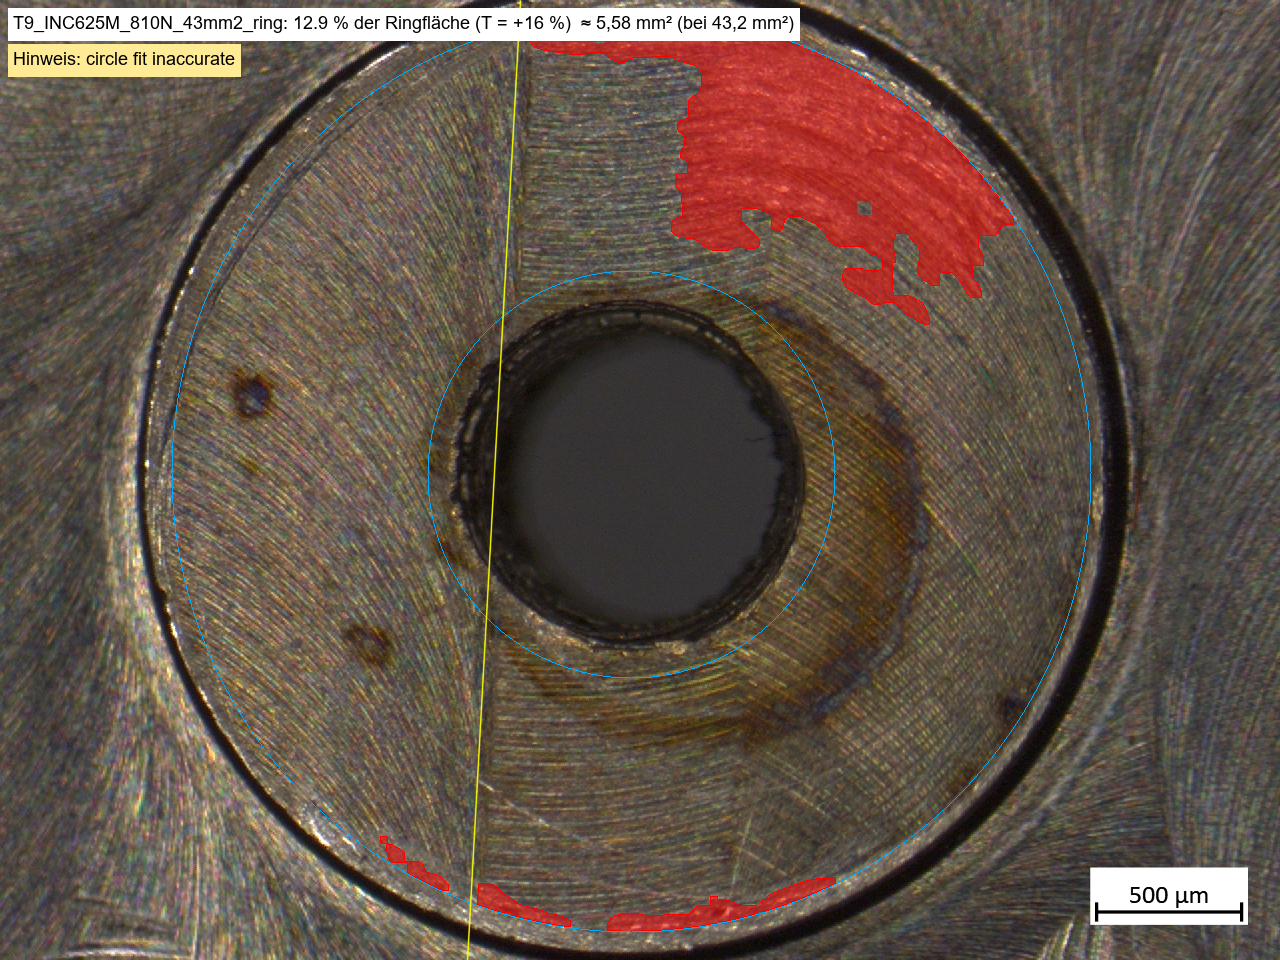 T9_INC625M_810N_43mm2_ring: 12.9 % der Ringfläche (T = +16 %) ≈ 5,58 mm² (bei 43,2 mm²)
Hinweis: circle fit inaccurate
500 µm